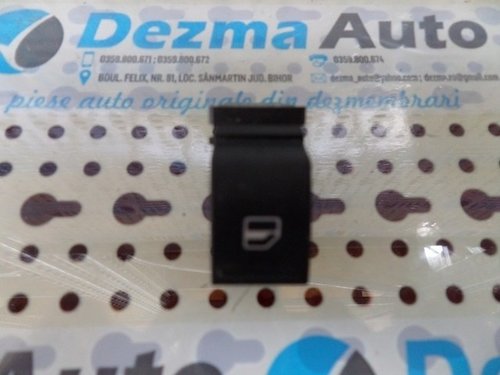 Dezma Auto
0359.800.671 ; 0359.800.672
0359.800.674
BOUL. FELIX, NR. 81, LOC. SÂNMARTIN JUD. BIHOR
piese auto originale din dezmembrari